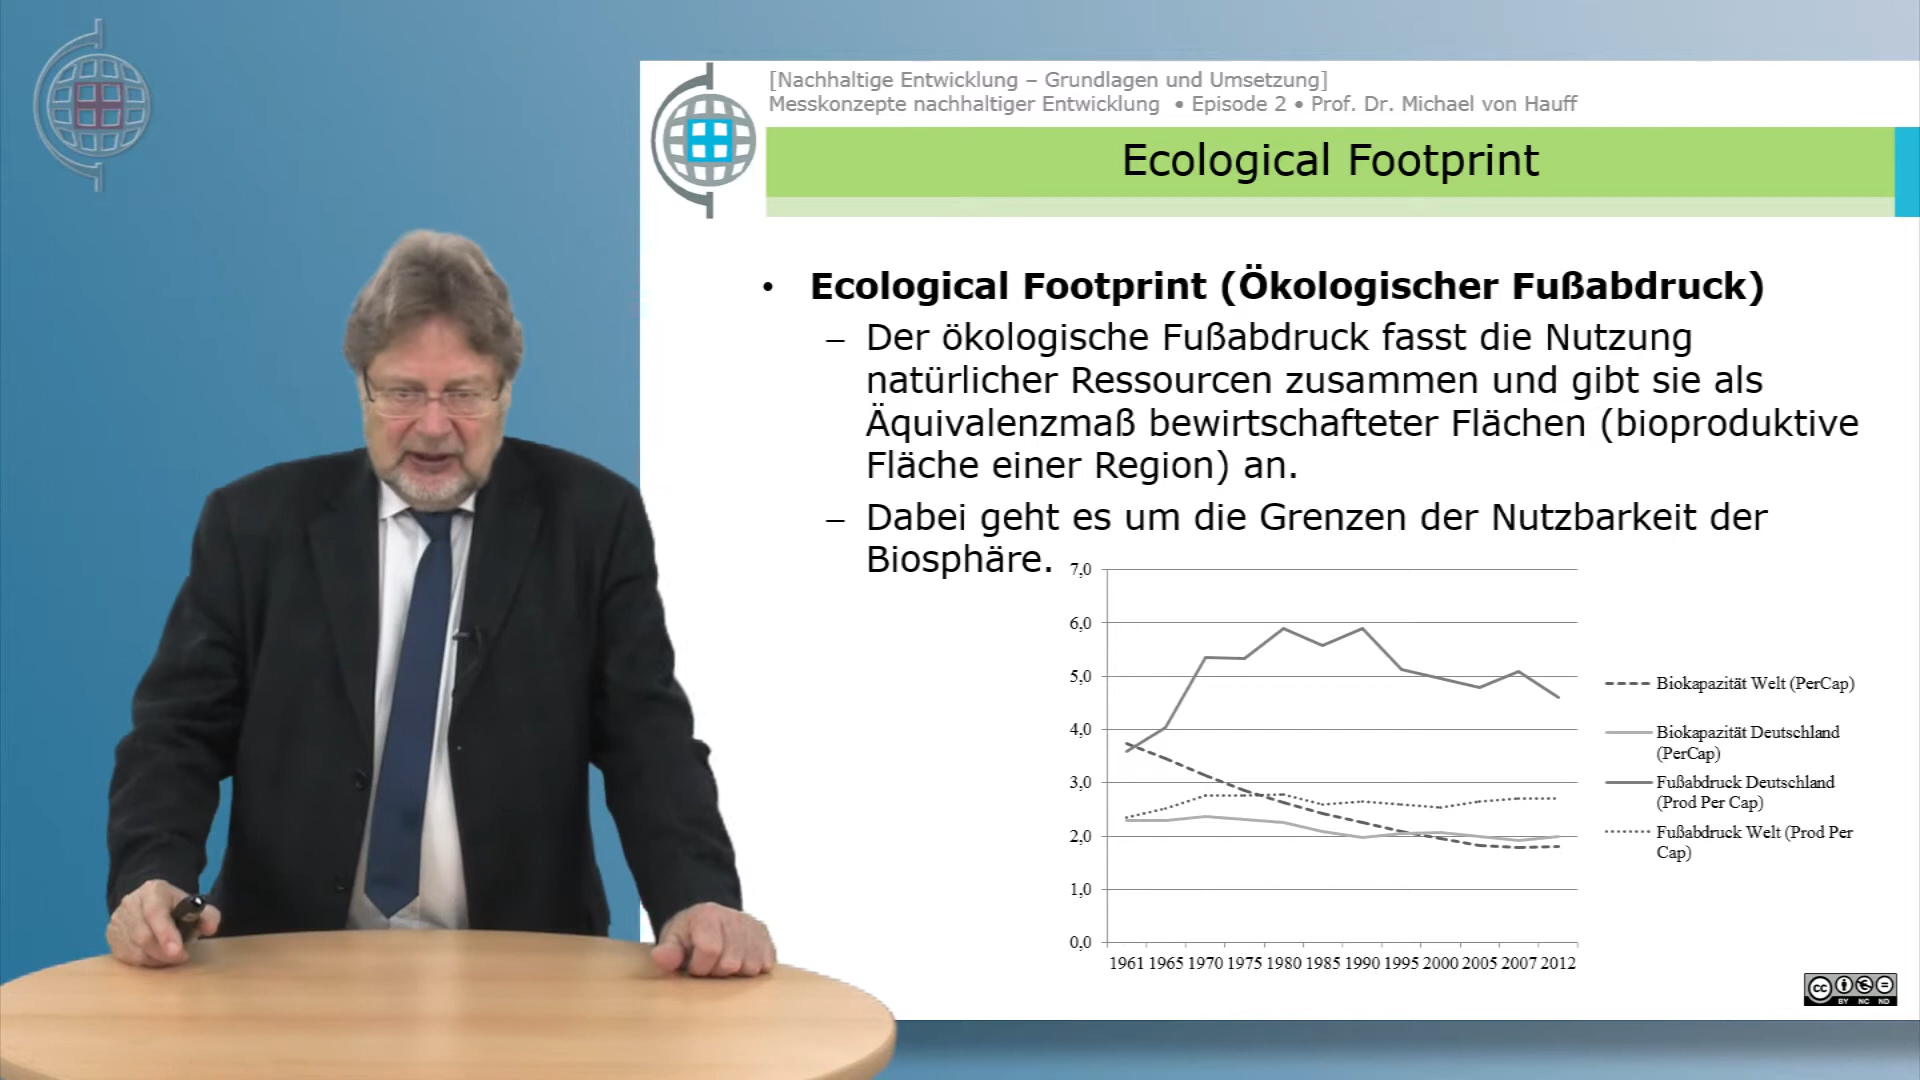 [Nachhaltige Entwicklung – Grundlagen und Umsetzung]
Messkonzepte nachhaltiger Entwicklung • Episode 2 • Prof. Dr. Michael von Hauff
Ecological Footprint
• Ecological Footprint (Ökologischer Fußabdruck)
– Der ökologische Fußabdruck fasst die Nutzung
natürlicher Ressourcen zusammen und gibt sie als
Äquivalenzmaß bewirtschafteter Flächen (bioproduktive
Fläche einer Region) an.
– Dabei geht es um die Grenzen der Nutzbarkeit der
Biosphäre.
7,0
6,0
5,0
4,0
3,0
2,0
1,0
0,0
1961 1965 1970 1975 1980 1985 1990 1995 2000 2005 2007 2012
Biokapazität Welt (PerCap)
Biokapazität Deutschland
(PerCap)
Fußabdruck Deutschland
(Prod Per Cap)
Fußabdruck Welt (Prod Per
Cap)
cc
BY NC ND